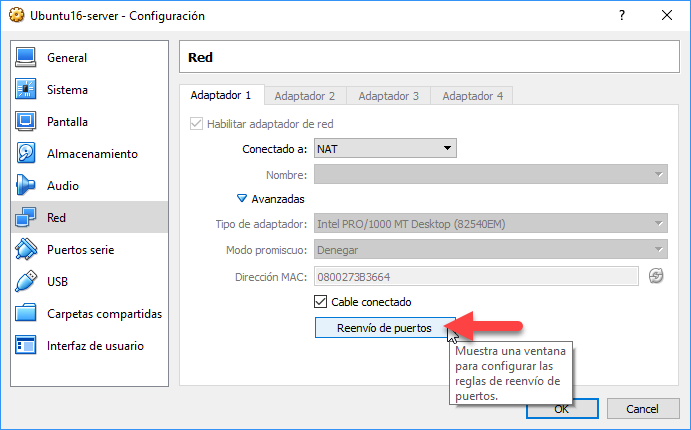 Ubuntu16-server - Configuración
General
Sistema
Pantalla
Almacenamiento
Audio
Red
Puertos serie
USB
Carpetas compartidas
Interfaz de usuario
Red
Adaptador 1 Adaptador 2 Adaptador 3 Adaptador 4
Habilitar adaptador de red
Conectado a: NAT
Nombre:
Avanzadas
Tipo de adaptador: Intel PRO/1000 MT Desktop (82540EM)
Modo promiscuo: Denegar
Dirección MAC: 0800273B3664
Cable conectado
Reenvío de puertos
Muestra una ventana
para configurar las
reglas de reenvío de
puertos.
OK Cancel